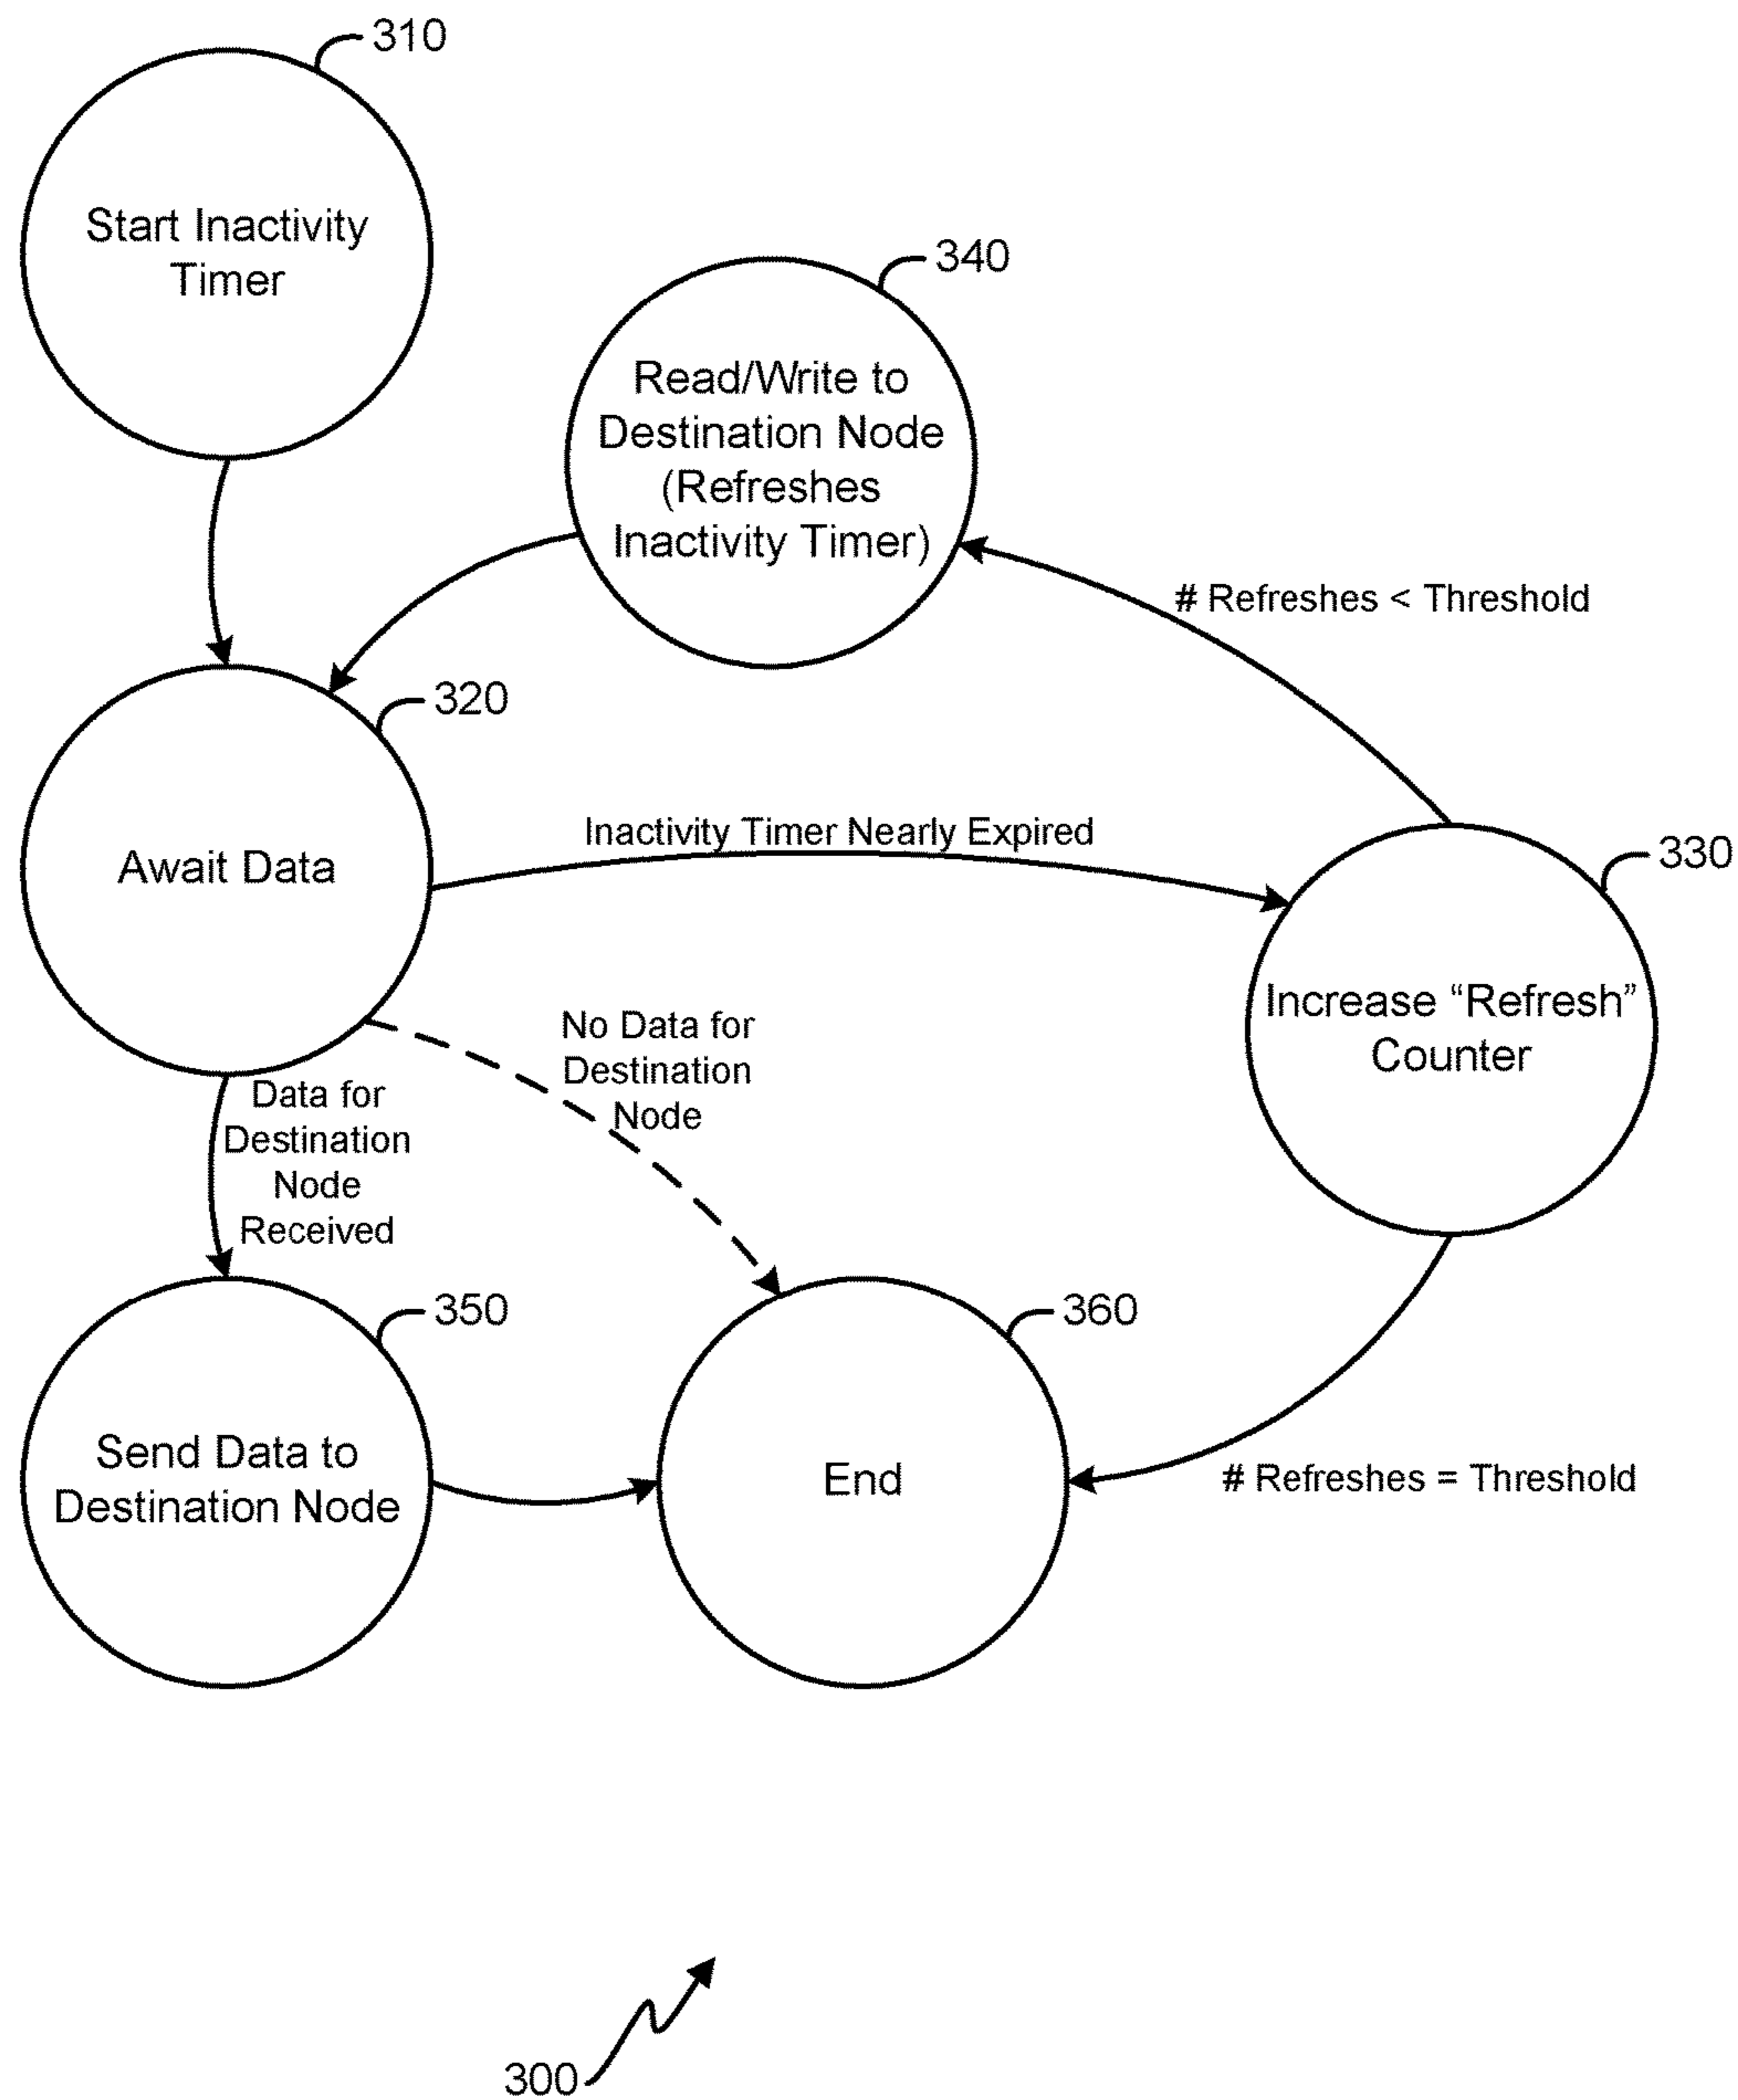 310
Start Inactivity
Timer
340
Read/Write to
Destination Node
(Refreshes
Inactivity Timer)
# Refreshes < Threshold
320
Await Data
Inactivity Timer Nearly Expired
330
Increase “Refresh”
Counter
No Data for
Destination
Node
Data for
Destination
Node
Received
350
Send Data to
Destination Node
360
End
# Refreshes = Threshold
300